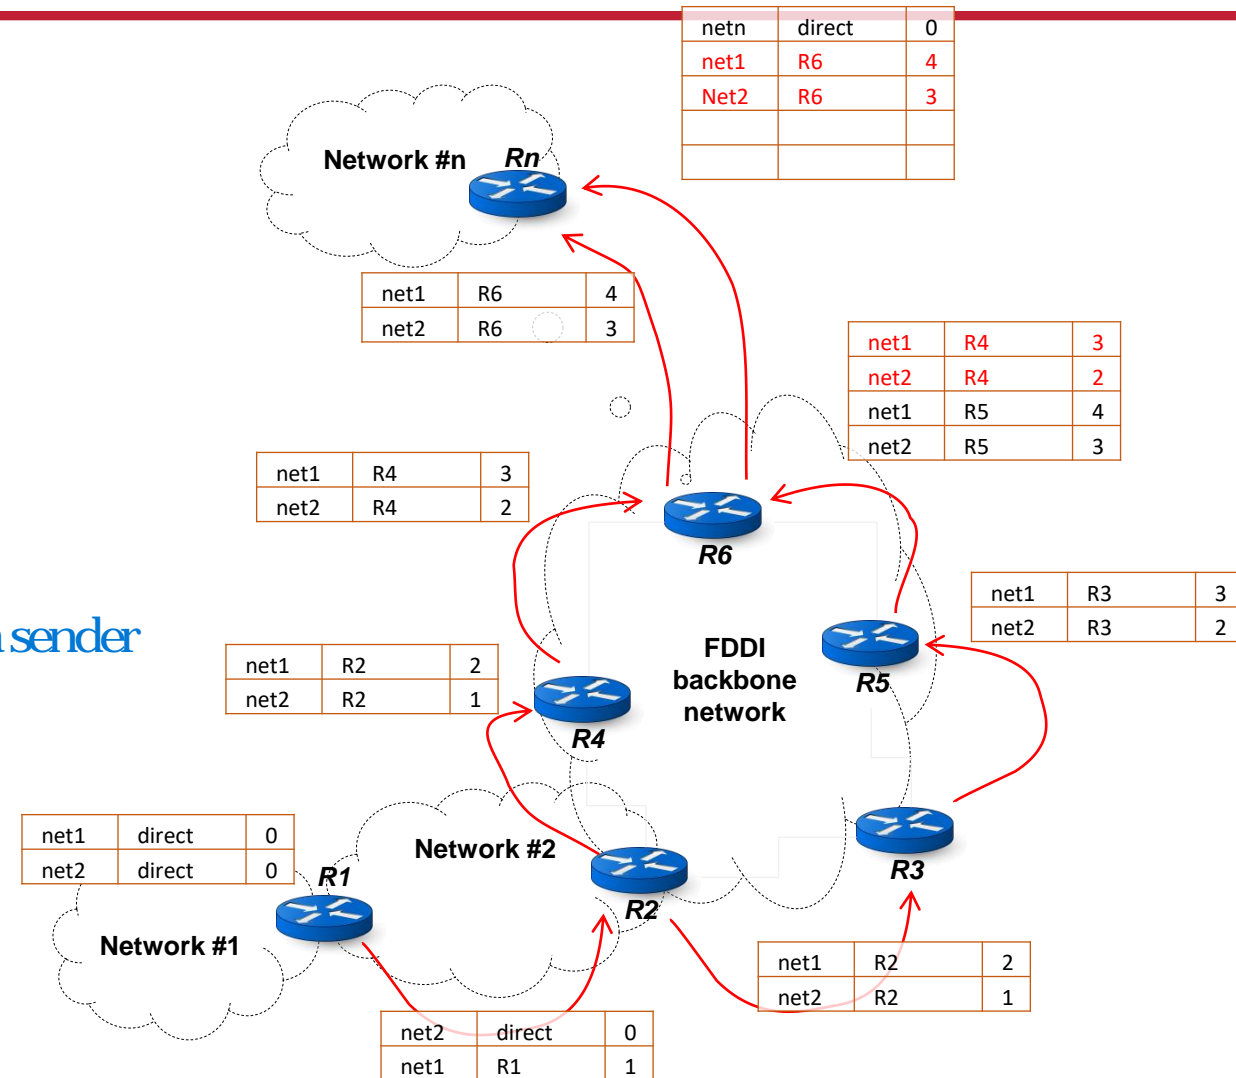 netn direct 0
net1 R6 4
Net2 R6 3
Network #n
Rn
net1 R6 4
net2 R6 3
net1 R4 3
net2 R4 2
net1 R5 4
net2 R5 3
net1 R4 3
net2 R4 2
R6
net1 R3 3
net2 R3 2
sender
FDDI
backbone
network
R5
net1 R2 2
net2 R2 1
R4
net1 direct 0
net2 direct 0
Network #2
R1
R2
R3
Network #1
net1 R2 2
net2 R2 1
net2 direct 0
net1 R1 1